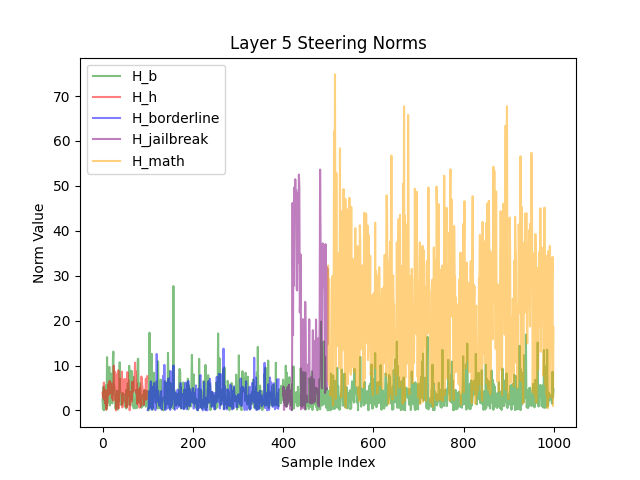 Layer 5 Steering Norms
H_b
H_h
H_borderline
H_jailbreak
H_math
Norm Value
70
60
50
40
30
20
10
0
0 200 400 600 800 1000
Sample Index